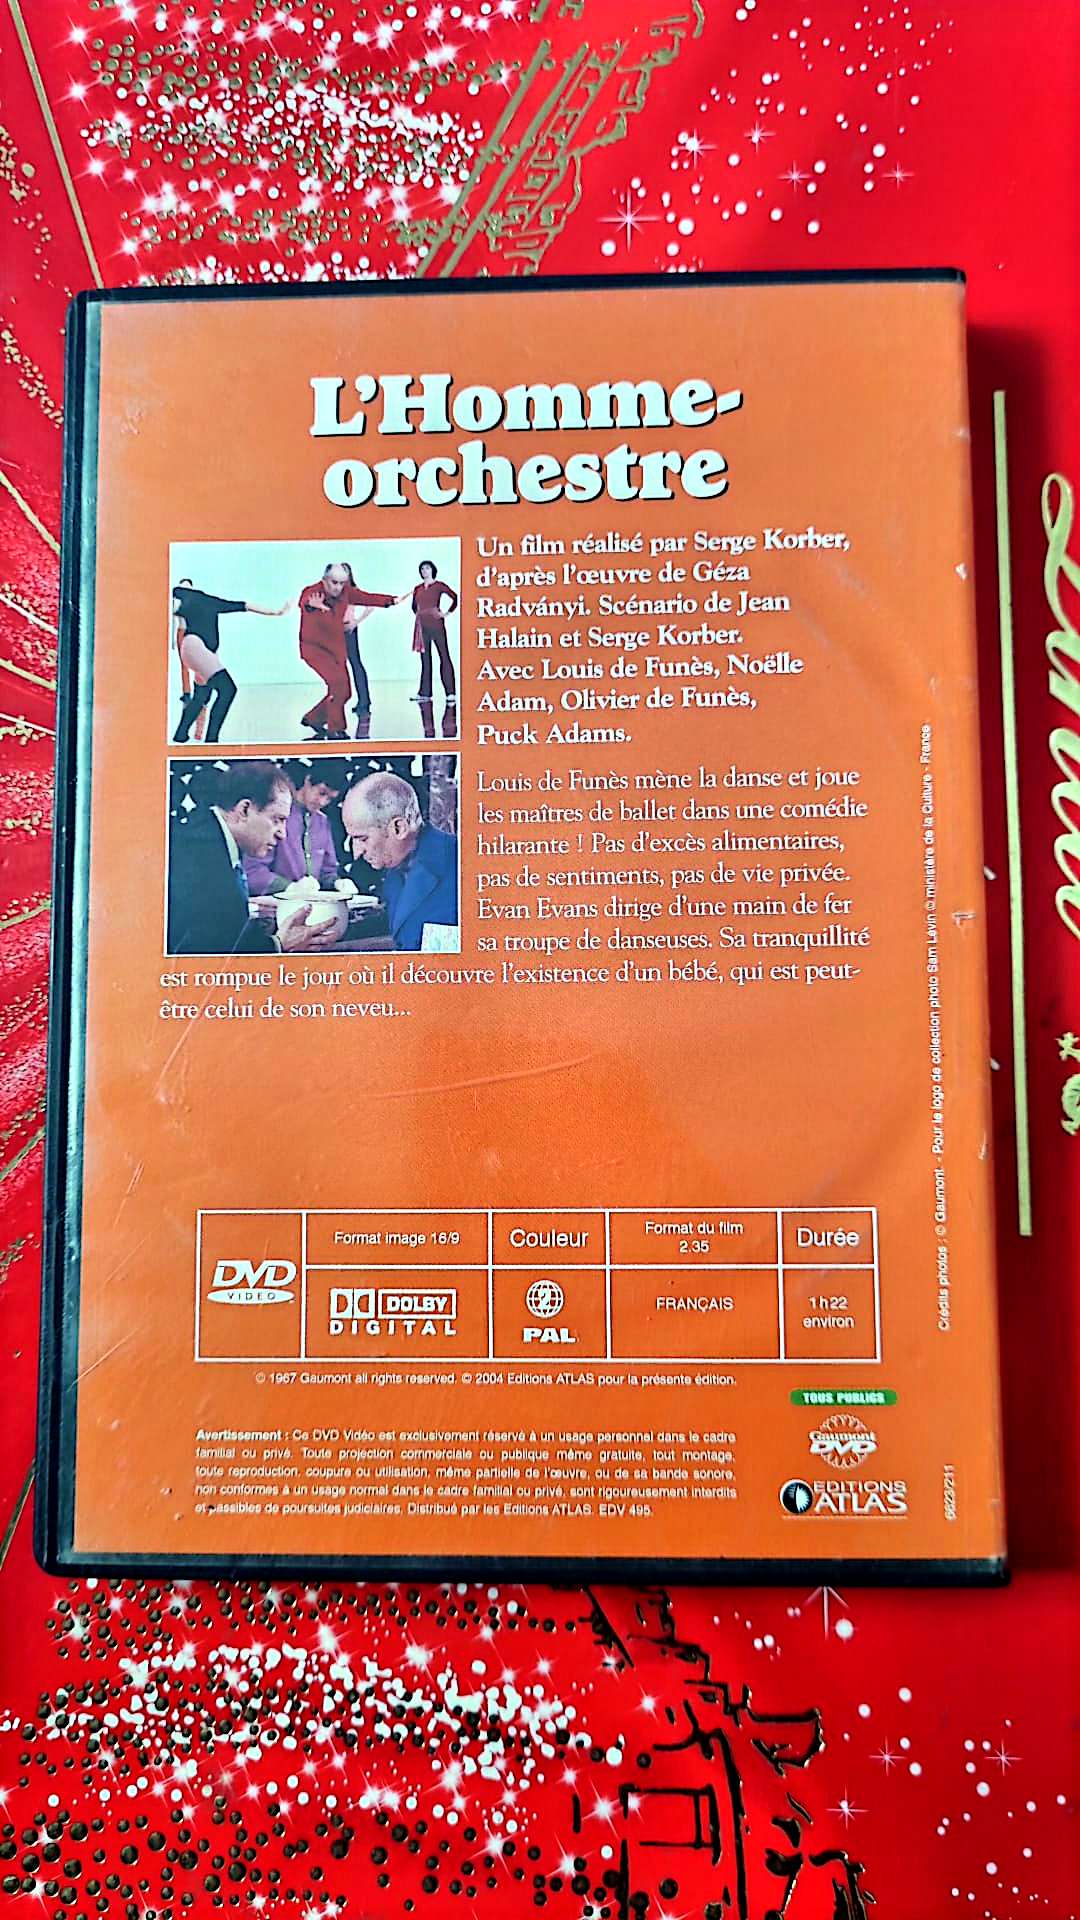 L'Homme-
orchestre
Un film réalisé par Serge Korber,
d'après l'œuvre de Géza
Radványi. Scénario de Jean
Halain et Serge Korber.
Avec Louis de Funès, Noëlle
Adam, Olivier de Funès,
Puck Adams.
Louis de Funès mène la danse et joue
les maîtres de ballet dans une comédie
hilarante ! Pas d'excès alimentaires,
pas de sentiments, pas de vie privée.
Evan Evans dirige d'une main de fer
sa troupe de danseuses. Sa tranquillité
est rompue le jour où il découvre l'existence d'un bébé, qui est peut-
être celui de son neveu...
DVD
VIDEO
Format image 16/9
Couleur
Format du film
2.35
Durée
DOLBY
DIGITAL
2
PAL
FRANÇAIS
1h22
environ
© 1967 Gaumont all rights reserved. © 2004 Editions ATLAS pour la présente édition.
TOUS PUBLICS
Gaumont
DVD
EDITIONS
ATLAS
Avertissement : Ce DVD Vidéo est exclusivement réservé à un usage personnel dans le cadre
familial ou privé. Toute projection commerciale ou publique même gratuite, tout montage,
toute reproduction, coupure ou utilisation, même partielle de l'œuvre, ou de sa bande sonore,
non conformes à un usage normal dans le cadre familial ou privé, sont rigoureusement interdits
et passibles de poursuites judiciaires. Distribué par les Editions ATLAS. EDV 495.
Crédits photos : © Gaumont. - Pour le logo de collection photo Sam Lévin © ministère de la Culture - France
6623/211